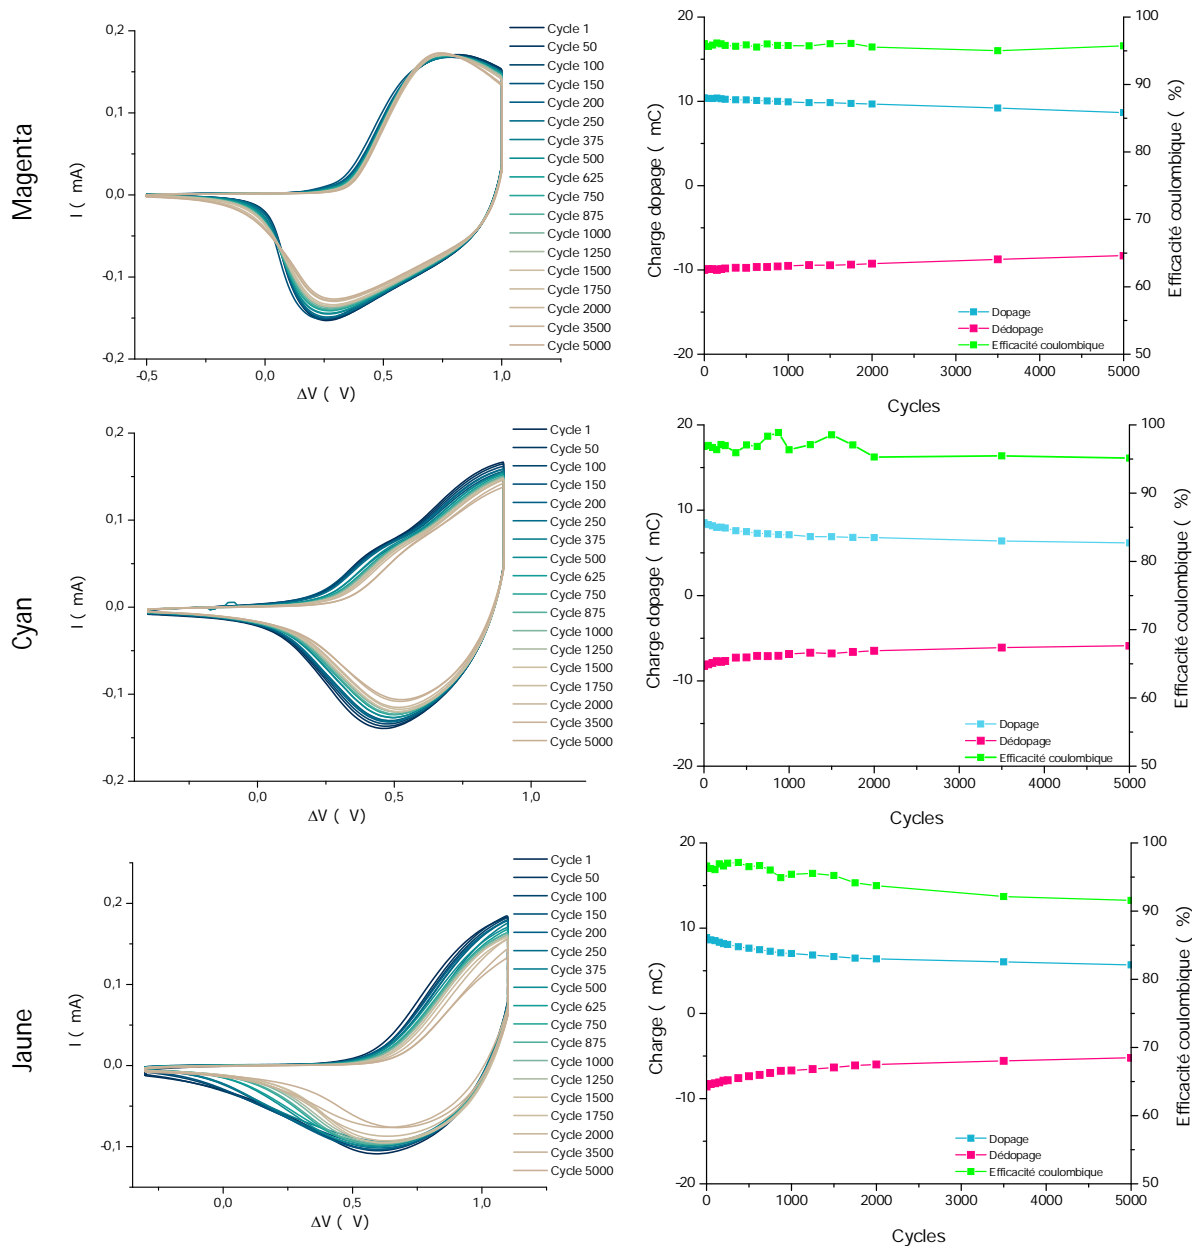 Magenta
0,2
0,1
0,0
-0,1
-0,2
I ( mA)
-0,5
0,0
0,5
1,0
ΔV ( V)
Cycle 1
Cycle 50
Cycle 100
Cycle 150
Cycle 200
Cycle 250
Cycle 375
Cycle 500
Cycle 625
Cycle 750
Cycle 875
Cycle 1000
Cycle 1250
Cycle 1500
Cycle 1750
Cycle 2000
Cycle 3500
Cycle 5000
20
10
0
-10
-20
Charge dopage ( mC)
0
1000
2000
3000
4000
5000
Cycles
100
90
80
70
60
50
Efficacité coulombique ( %)
Dopage
Dédopage
Efficacité coulombique
Cyan
0,2
0,1
0,0
-0,1
-0,2
I ( mA)
0,0
0,5
1,0
ΔV ( V)
Cycle 1
Cycle 50
Cycle 100
Cycle 150
Cycle 200
Cycle 250
Cycle 375
Cycle 500
Cycle 625
Cycle 750
Cycle 875
Cycle 1000
Cycle 1250
Cycle 1500
Cycle 1750
Cycle 2000
Cycle 3500
Cycle 5000
20
10
0
-10
-20
Charge dopage ( mC)
0
1000
2000
3000
4000
5000
Cycles
100
90
80
70
60
50
Efficacité coulombique ( %)
Dopage
Dédopage
Efficacité coulombique
Jaune
0,2
0,1
0,0
-0,1
I ( mA)
0,0
0,5
1,0
ΔV ( V)
Cycle 1
Cycle 50
Cycle 100
Cycle 150
Cycle 200
Cycle 250
Cycle 375
Cycle 500
Cycle 625
Cycle 750
Cycle 875
Cycle 1000
Cycle 1250
Cycle 1500
Cycle 1750
Cycle 2000
Cycle 3500
Cycle 5000
20
10
0
-10
-20
Charge ( mC)
0
1000
2000
3000
4000
5000
Cycles
100
90
80
70
60
50
Efficacité coulombique ( %)
Dopage
Dédopage
Efficacité coulombique